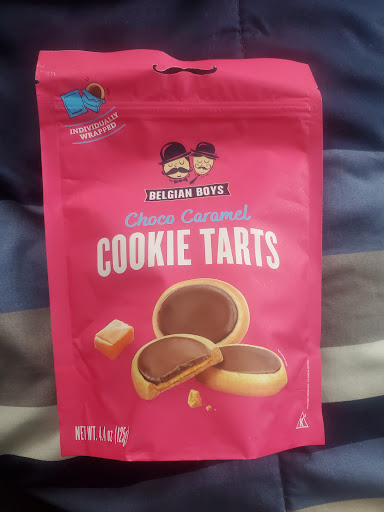 INDIVIDUALLY
WRAPPED
BELGIAN BOYS
Choco Caramel
COOKIE TARTS
NET WT. 4.4 oz (125g)